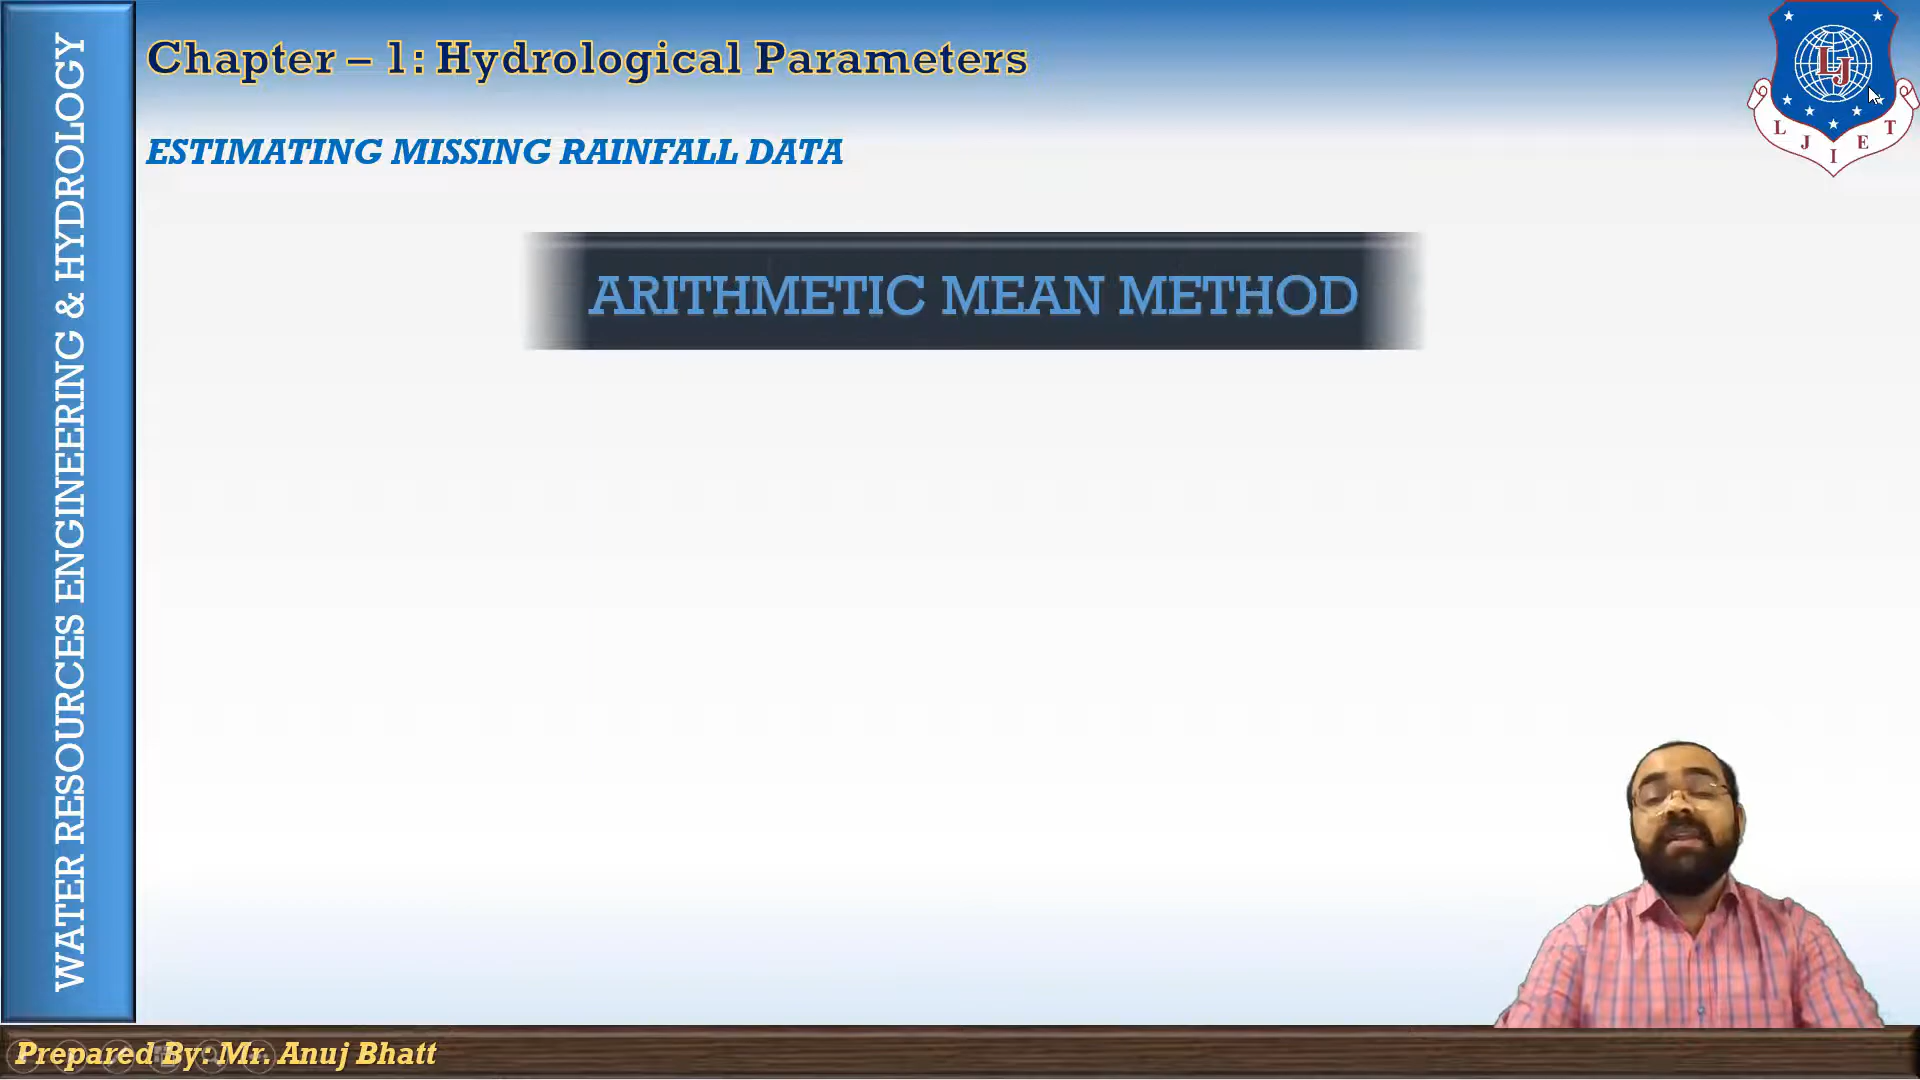 Chapter – 1: Hydrological Parameters
ESTIMATING MISSING RAINFALL DATA
ARITHMETIC MEAN METHOD
WATER RESOURCES ENGINEERING & HYDROLOGY
LJ
L J I E T
Prepared By: Mr. Anuj Bhatt